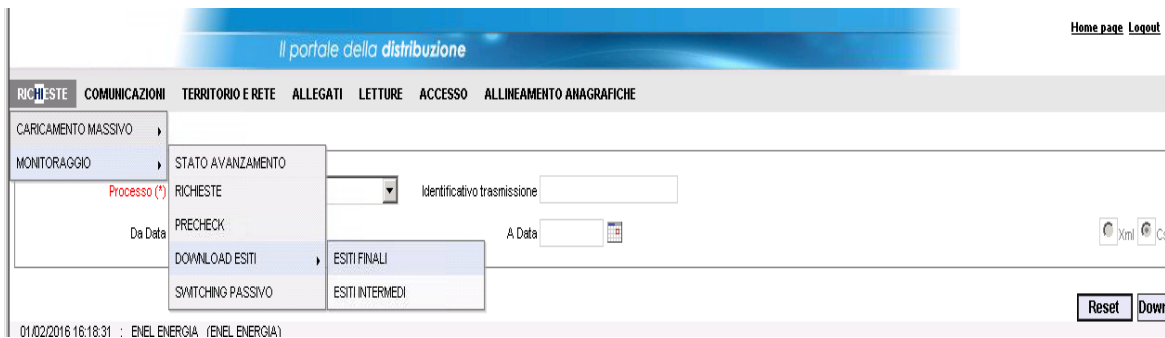 Home page Logout
Il portale della distribuzione
RICHIESTE COMUNICAZIONI TERRITORIO E RETE ALLEGATI LETTURE ACCESSO ALLINEAMENTO ANAGRAFICHE
CARICAMENTO MASSIVO
MONITORAGGIO STATO AVANZAMENTO
Processo (*) RICHIESTE Identificativo trasmissione
Da Data PRECHECK A Data Xml
DOWNLOAD ESITI ESITI FINALI
SWITCHING PASSIVO ESITI INTERMEDI
Reset
01/02/2016 16:18:31 : ENEL ENERGIA (ENEL ENERGIA)